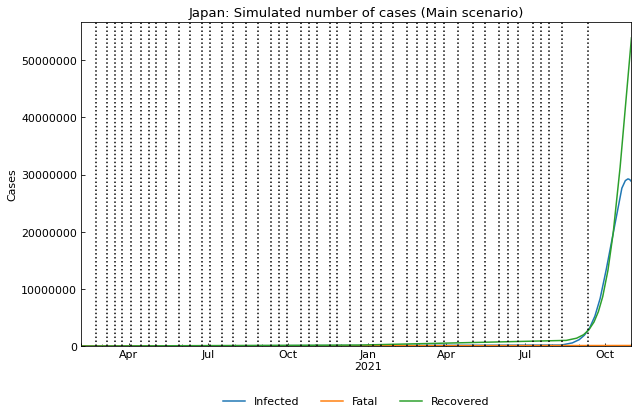 Japan: Simulated number of cases (Main scenario)
50000000
40000000
30000000
20000000
10000000
0
Cases
Apr Jul Oct Jan Apr Jul Oct
2021
Infected Fatal Recovered